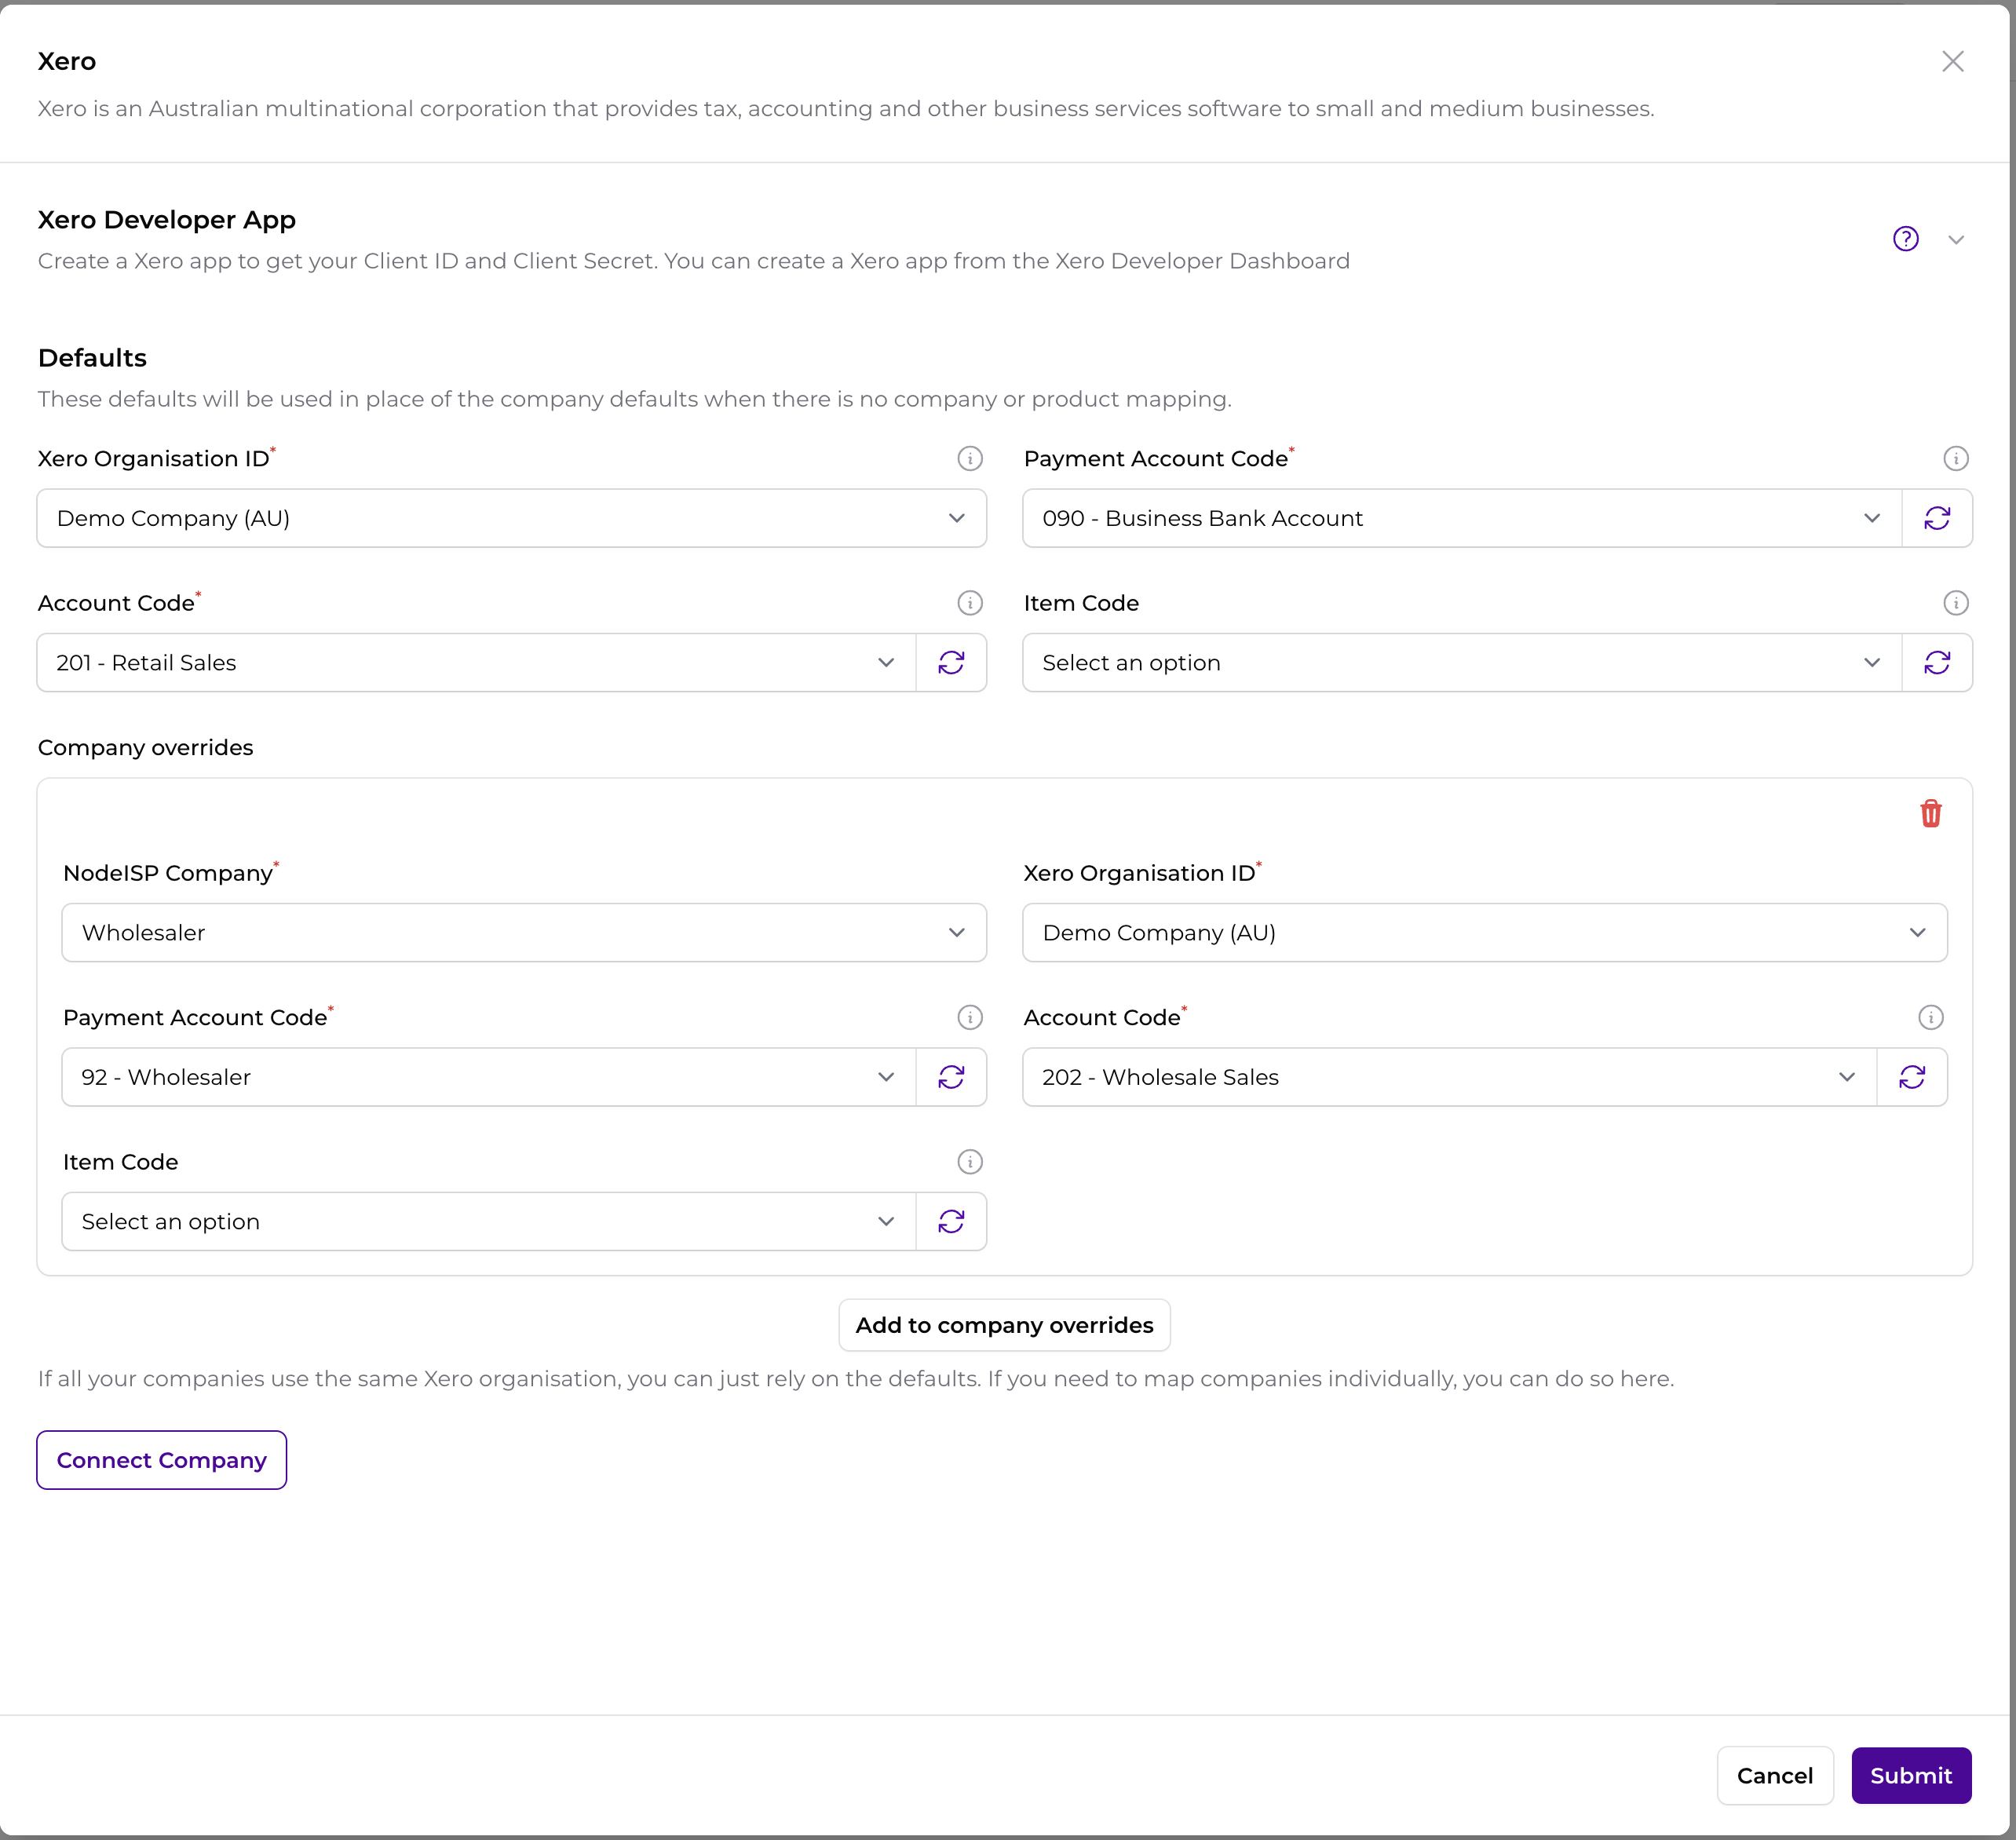 Xero
Xero is an Australian multinational corporation that provides tax, accounting and other business services software to small and medium businesses.
Xero Developer App
Create a Xero app to get your Client ID and Client Secret. You can create a Xero app from the Xero Developer Dashboard
Defaults
These defaults will be used in place of the company defaults when there is no company or product mapping.
Xero Organisation ID*
Payment Account Code*
Demo Company (AU)
090 - Business Bank Account
Account Code*
Item Code
201 - Retail Sales
Select an option
Company overrides
NodeISP Company*
Xero Organisation ID*
Wholesaler
Demo Company (AU)
Payment Account Code*
Account Code*
92 - Wholesaler
202 - Wholesale Sales
Item Code
Select an option
Add to company overrides
If all your companies use the same Xero organisation, you can just rely on the defaults. If you need to map companies individually, you can do so here.
Connect Company
Cancel
Submit